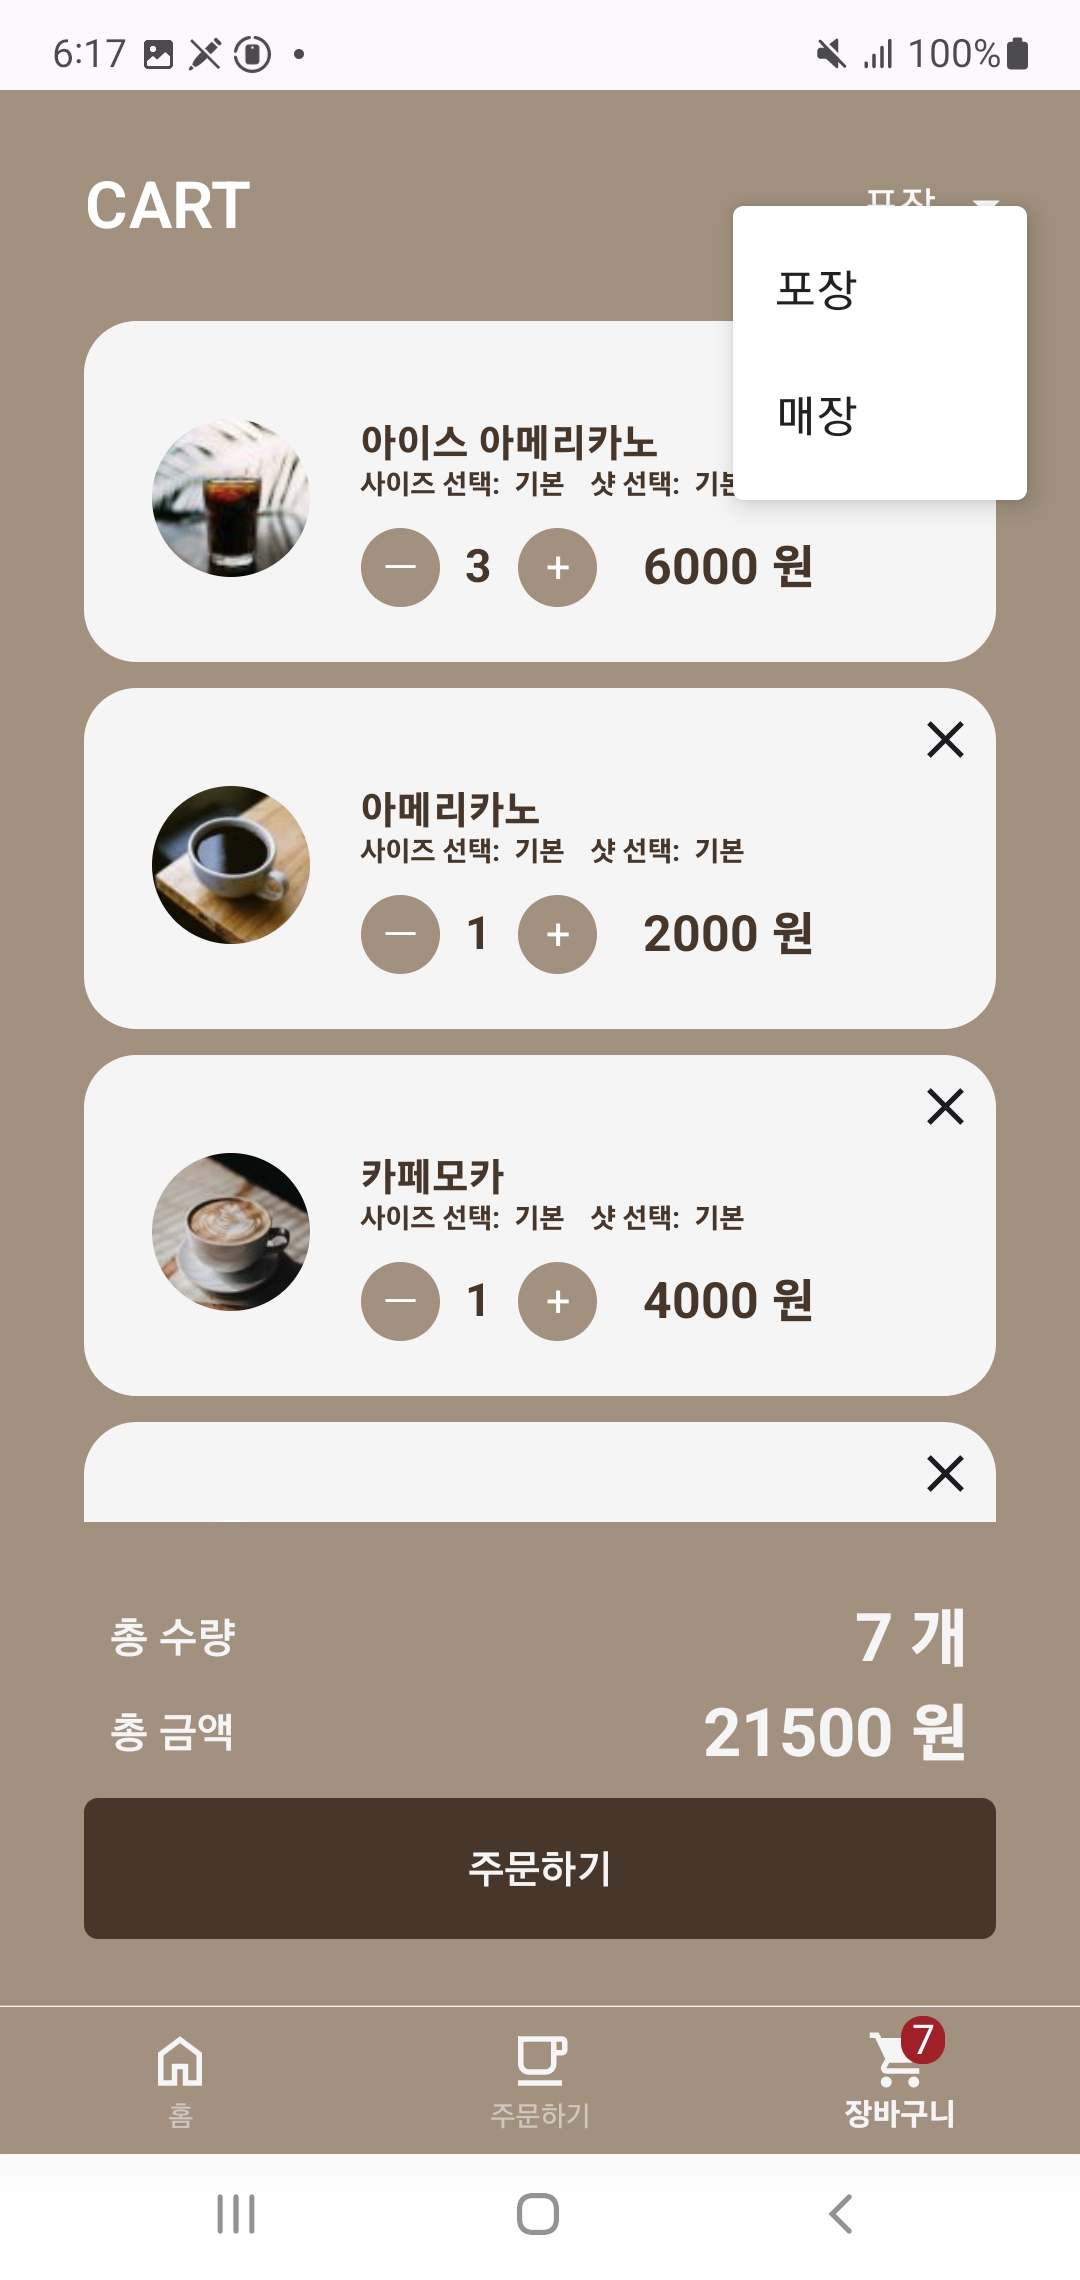 6:17 100%
CART 포장
포장
매장
아이스 아메리카노
사이즈 선택: 기본 샷 선택: 기본
3 + 6000 원
아메리카노
사이즈 선택: 기본 샷 선택: 기본
1 + 2000 원
카페모카
사이즈 선택: 기본 샷 선택: 기본
1 + 4000 원
총 수량 7 개
총 금액 21500 원
주문하기
7
홈 주문하기 장바구니